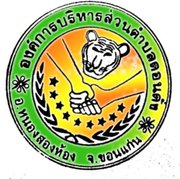 องค์การบริหารส่วนตำบลดอนดั่ง
อ.หนองสองห้อง จ.ขอนแก่น